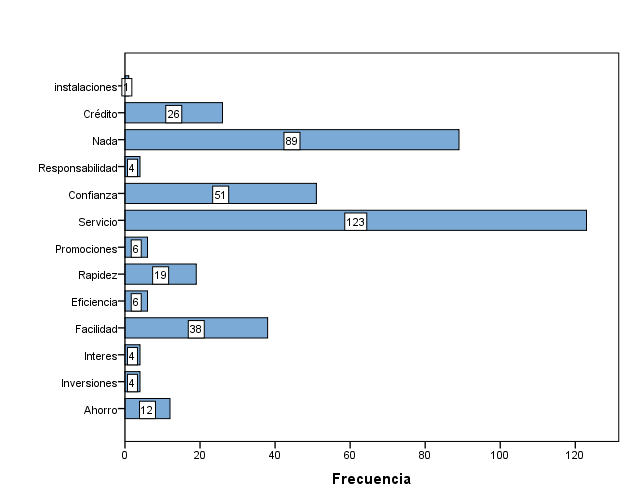 instalaciones 1
Crédito 26
Nada 89
Responsabilidad 4
Confianza 51
Servicio 123
Promociones 6
Rapidez 19
Eficiencia 6
Facilidad 38
Interes 4
Inversiones 4
Ahorro 12
0 20 40 60 80 100 120
Frecuencia